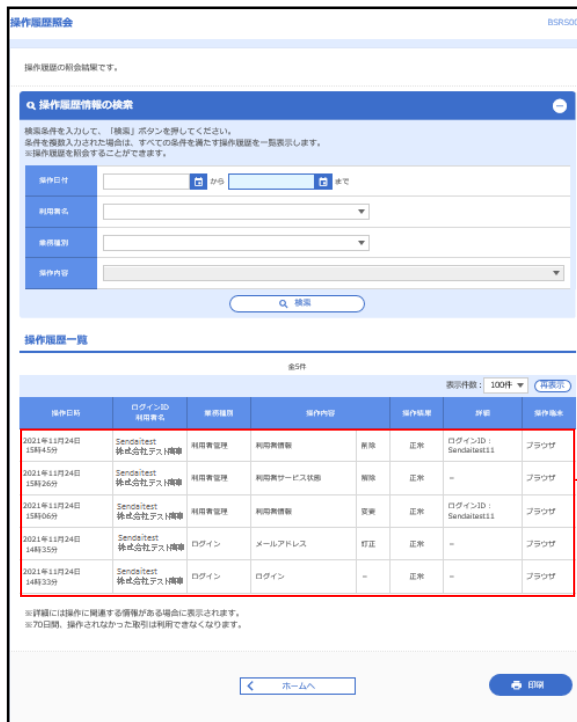 操作履歴照会
BSRS00
操作履歴の照会結果です。
操作履歴情報の検索
検索条件を入力して、「検索」ボタンを押してください。
条件を複数入力された場合は、すべての条件を満たす操作履歴を一覧表示します。
※操作履歴を照会することができます。
操作日付 から まで
利用者名
業務種別
操作内容
検索
操作履歴一覧
全5件
表示件数: 100件 再表示
操作日時 ログインID 利用者名 業務種別 操作内容 操作結果 詳細 操作端末
2021年11月24日 15時45分 Sendaitest 株式会社テスト商事 利用者管理 利用者情報 削除 正常 ログインID: Sendaitest11 ブラウザ
2021年11月24日 15時26分 Sendaitest 株式会社テスト商事 利用者管理 利用者サービス状態 解除 正常 - ブラウザ
2021年11月24日 15時06分 Sendaitest 株式会社テスト商事 利用者管理 利用者情報 変更 正常 ログインID: Sendaitest11 ブラウザ
2021年11月24日 14時35分 Sendaitest 株式会社テスト商事 ログイン メールアドレス 訂正 正常 - ブラウザ
2021年11月24日 14時33分 Sendaitest 株式会社テスト商事 ログイン ログイン - 正常 - ブラウザ
※詳細には操作に関連する情報がある場合に表示されます。
※70日間、操作されなかった取引は利用できなくなります。
ホームへ
印刷